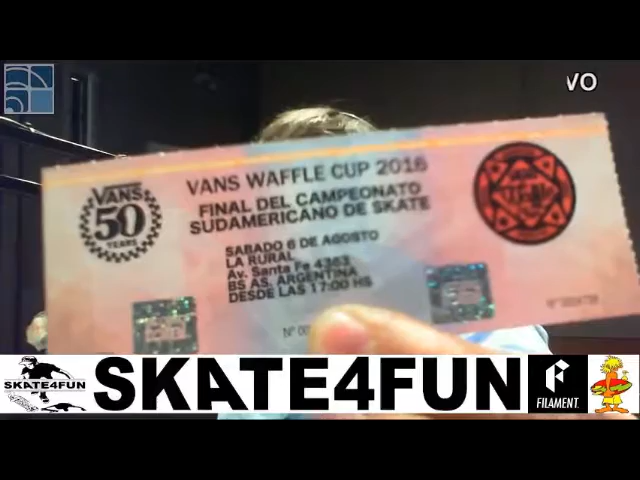 VO
VANS
50
YEARS
VANS WAFFLE CUP 2016
FINAL DEL CAMPEONATO
SUDAMERICANO DE SKATE
SABADO 6 DE AGOSTO
LA RURAL
Av. Santa Fe 4363
BS AS. ARGENTINA
DESDE LAS 17:00 HS
SKATE4FUN
SKATE4FUN
FILAMENT